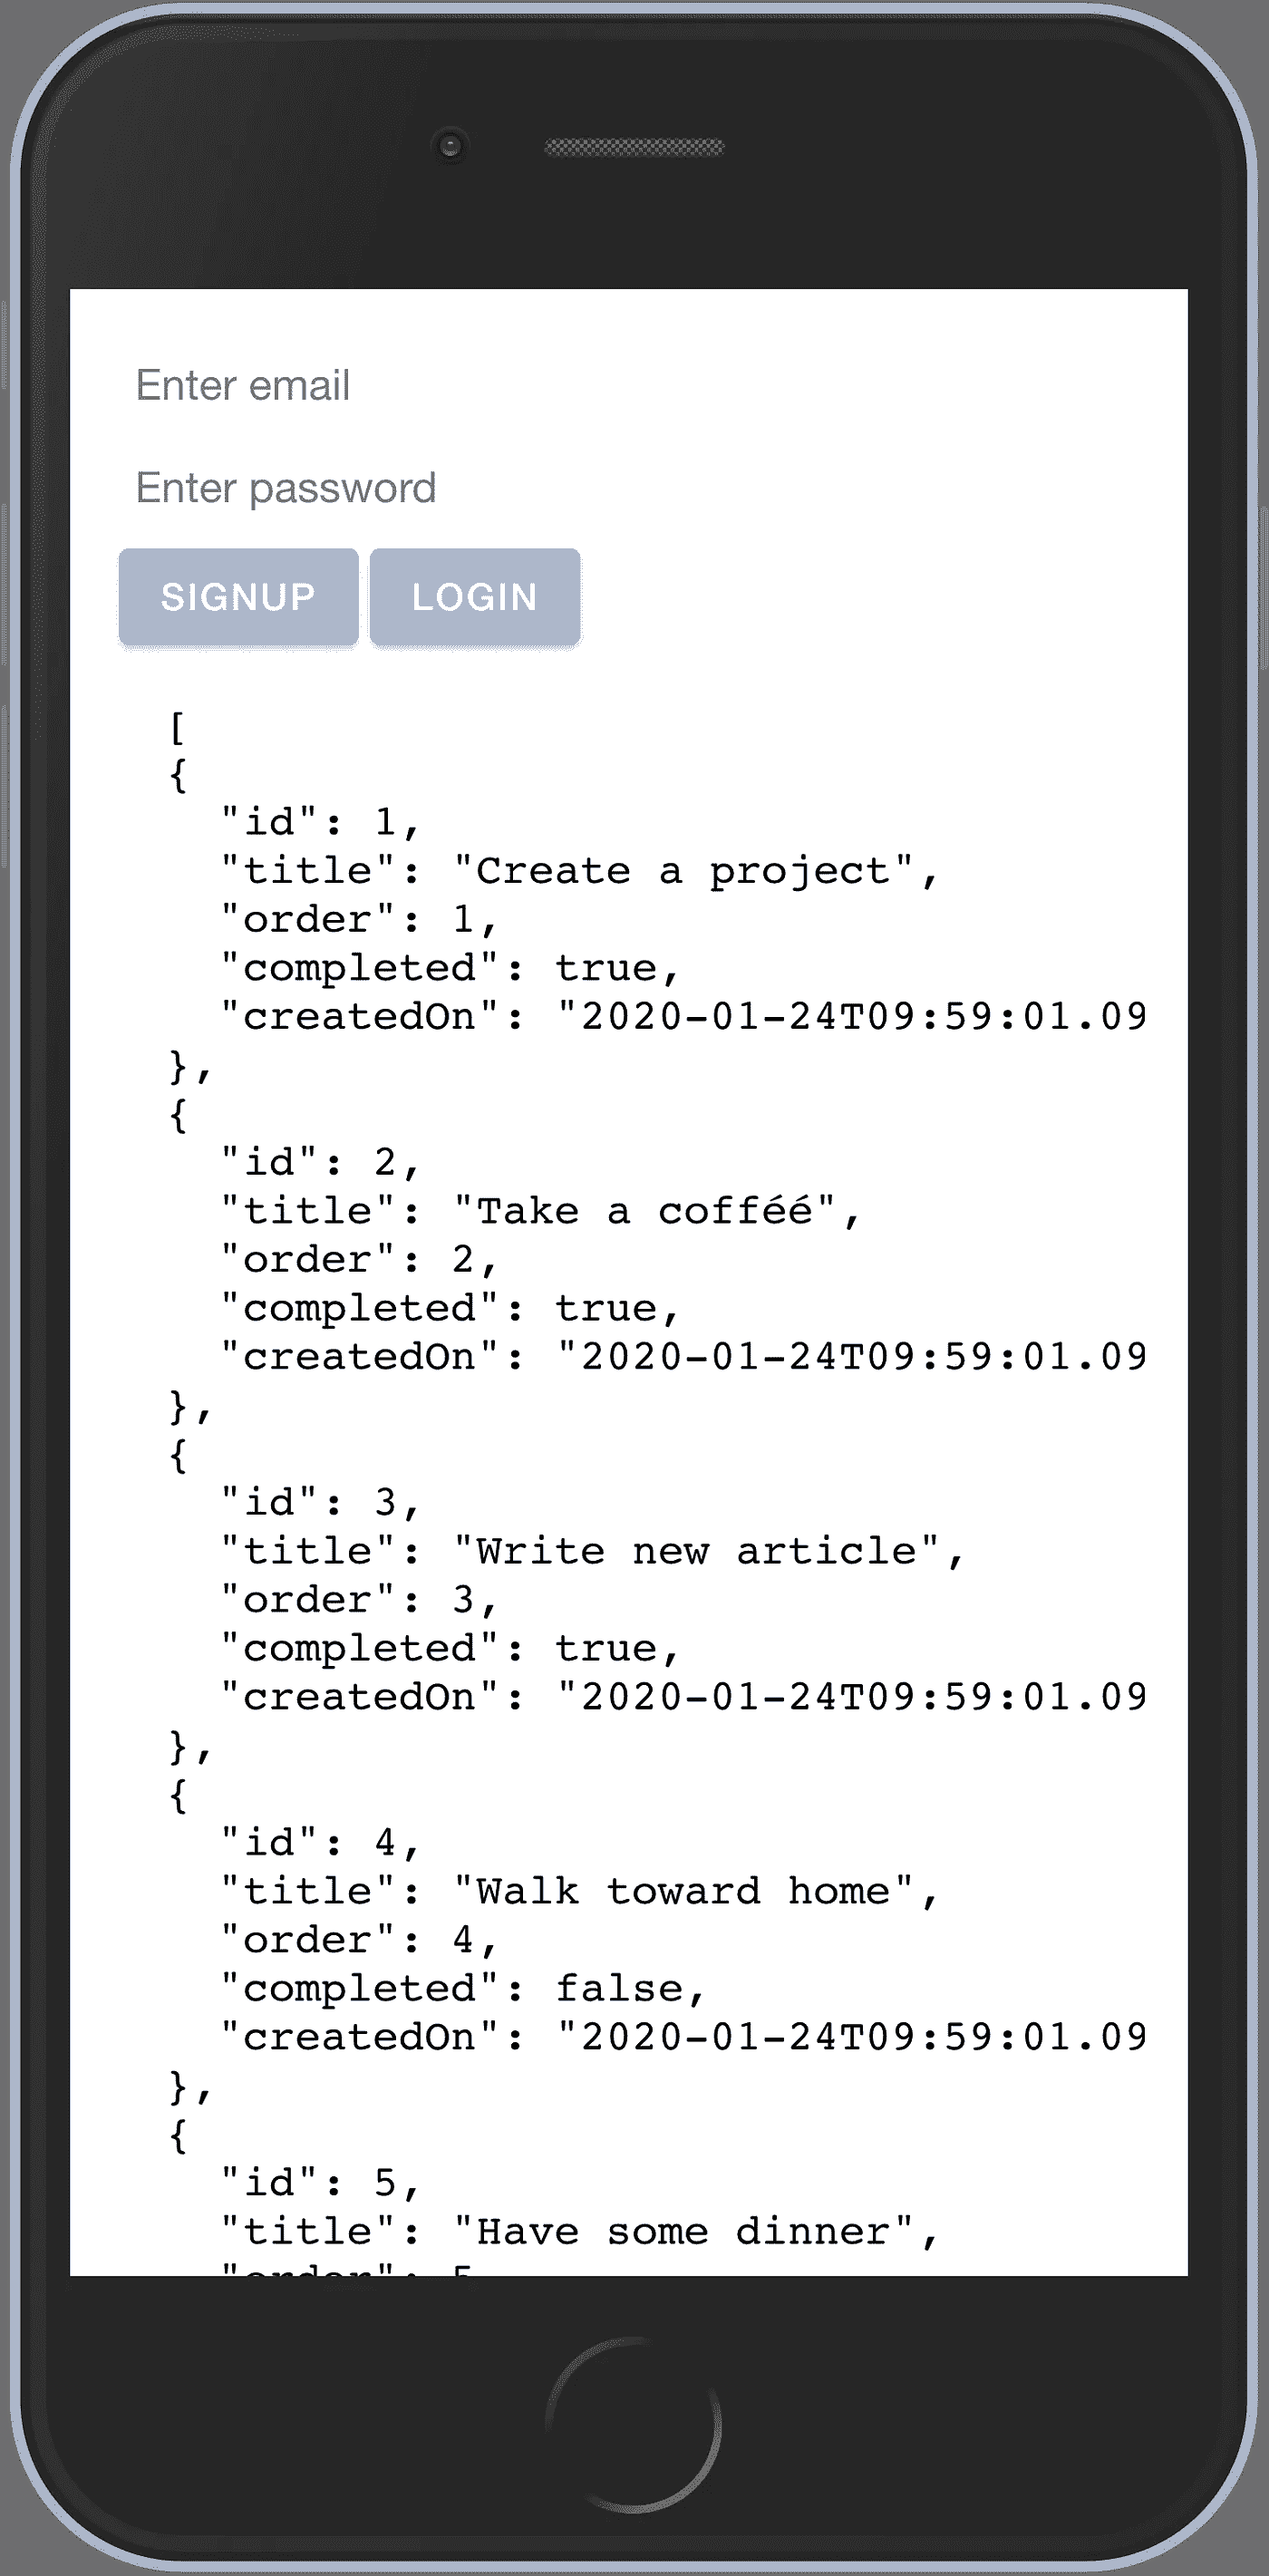 Enter email
Enter password
SIGNUP LOGIN
[
{
"id": 1,
"title": "Create a project",
"order": 1,
"completed": true,
"createdOn": "2020-01-24T09:59:01.09
},
{
"id": 2,
"title": "Take a cofféé",
"order": 2,
"completed": true,
"createdOn": "2020-01-24T09:59:01.09
},
{
"id": 3,
"title": "Write new article",
"order": 3,
"completed": true,
"createdOn": "2020-01-24T09:59:01.09
},
{
"id": 4,
"title": "Walk toward home",
"order": 4,
"completed": false,
"createdOn": "2020-01-24T09:59:01.09
},
{
"id": 5,
"title": "Have some dinner",
"order": 5